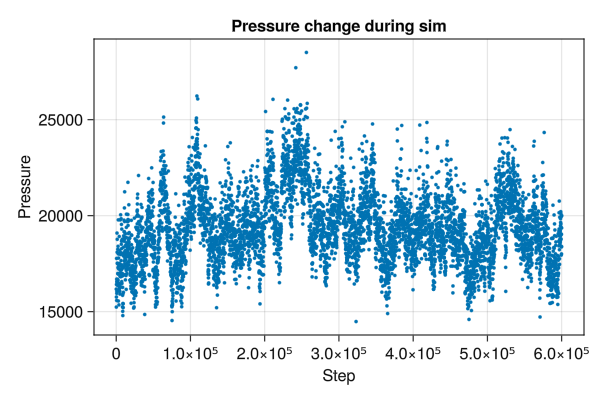 Pressure change during sim
Pressure
25000
20000
15000
0 1.0×10⁵ 2.0×10⁵ 3.0×10⁵ 4.0×10⁵ 5.0×10⁵ 6.0×10⁵
Step